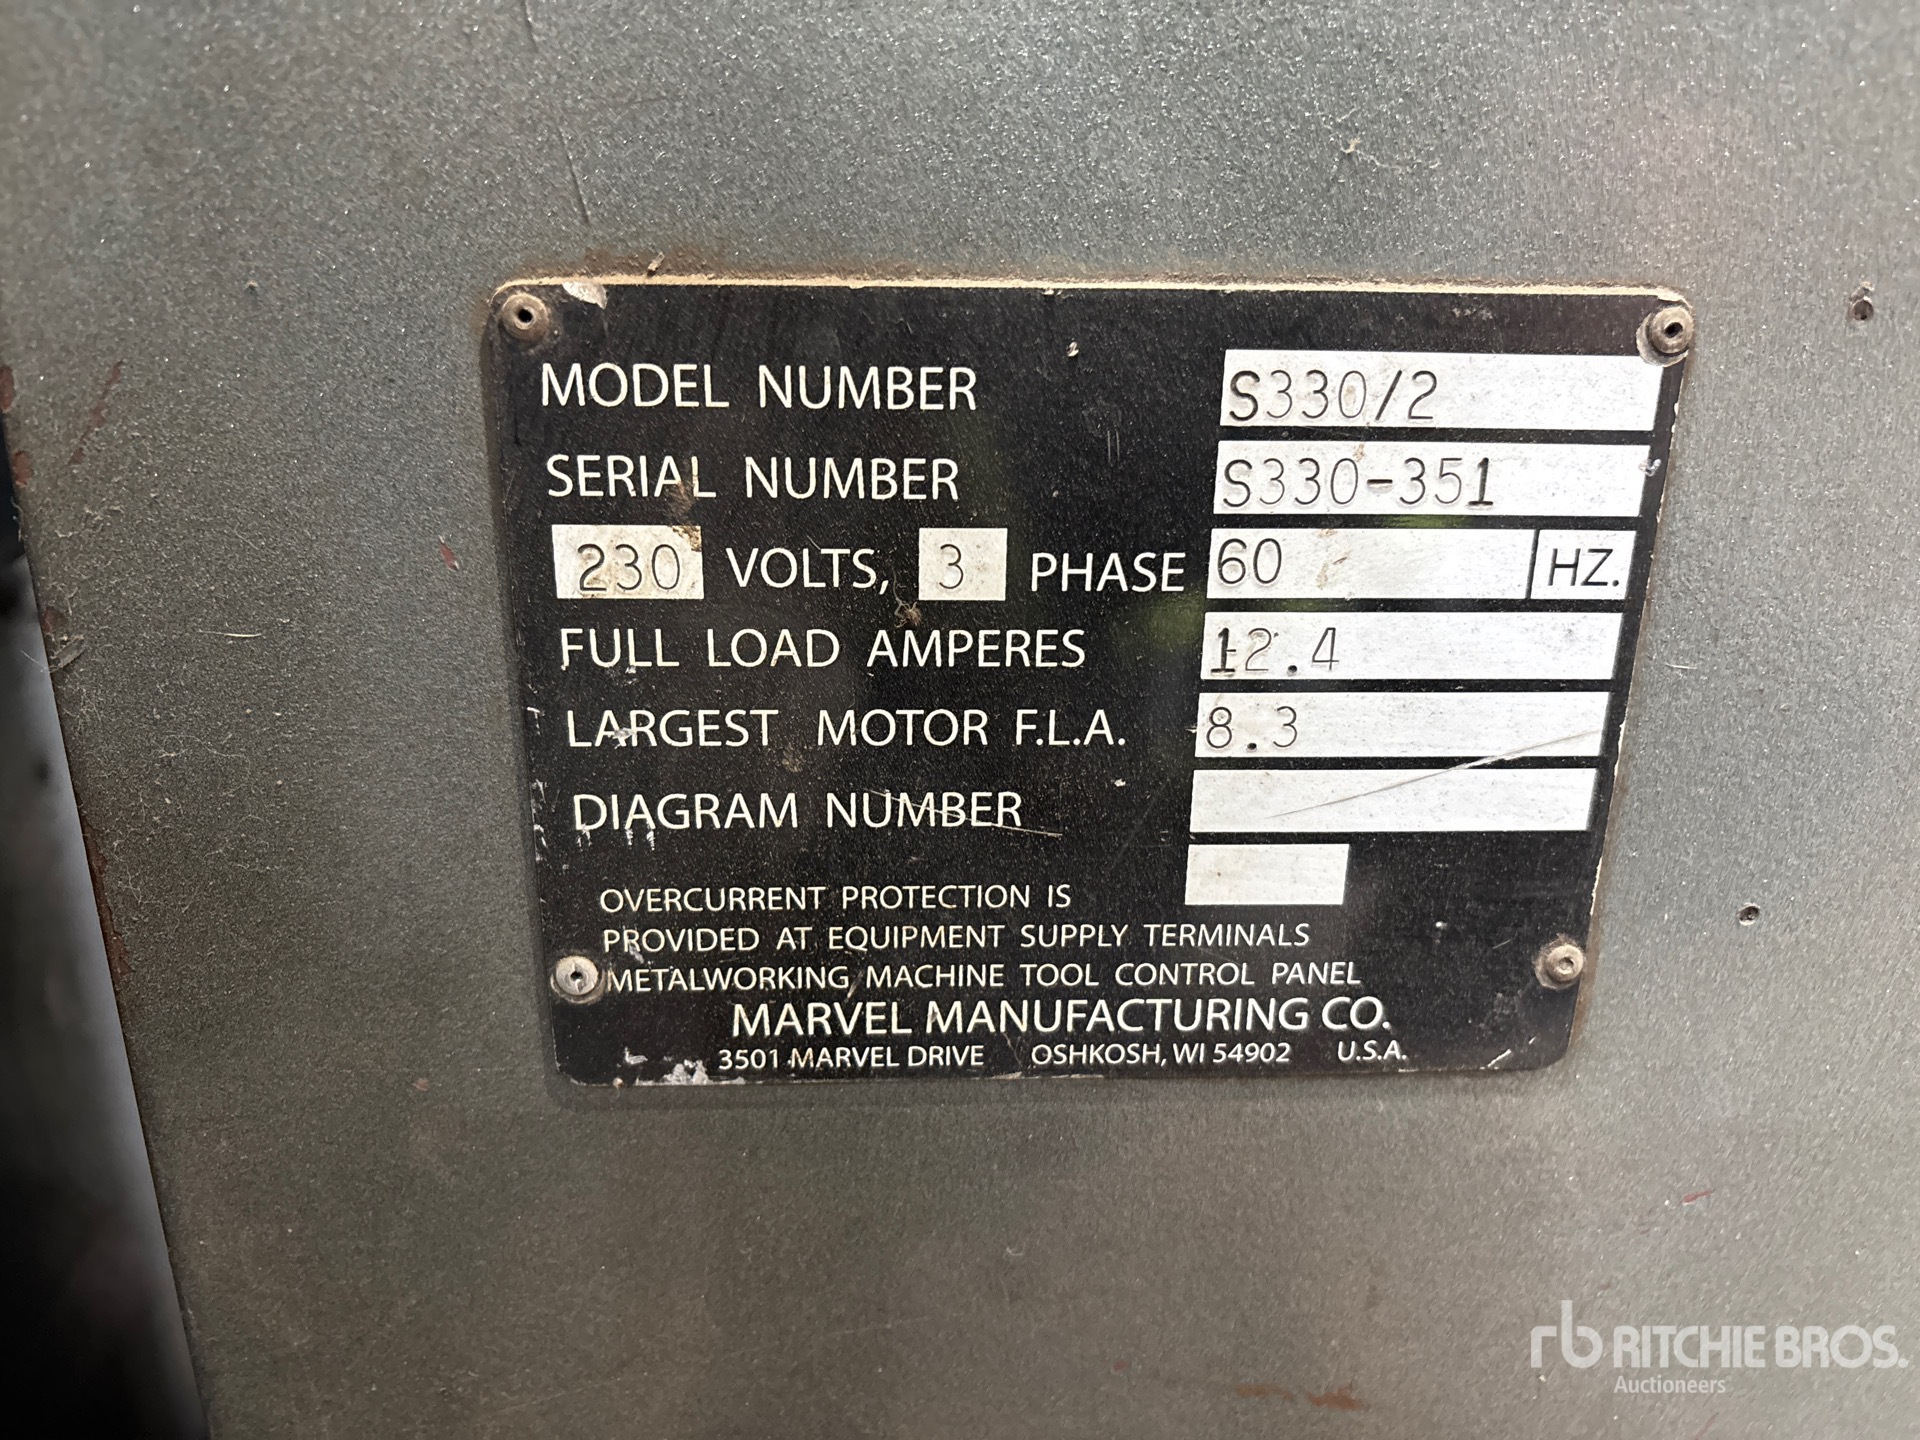 MODEL NUMBER S330/2
SERIAL NUMBER S330-351
230 VOLTS, 3 PHASE 60 HZ.
FULL LOAD AMPERES 12.4
LARGEST MOTOR F.L.A. 8.3
DIAGRAM NUMBER
OVERCURRENT PROTECTION IS
PROVIDED AT EQUIPMENT SUPPLY TERMINALS
METALWORKING MACHINE TOOL CONTROL PANEL
MARVEL MANUFACTURING CO.
3501 MARVEL DRIVE OSHKOSH, WI 54902 U.S.A.
rb RITCHIE BROS.
Auctioneers